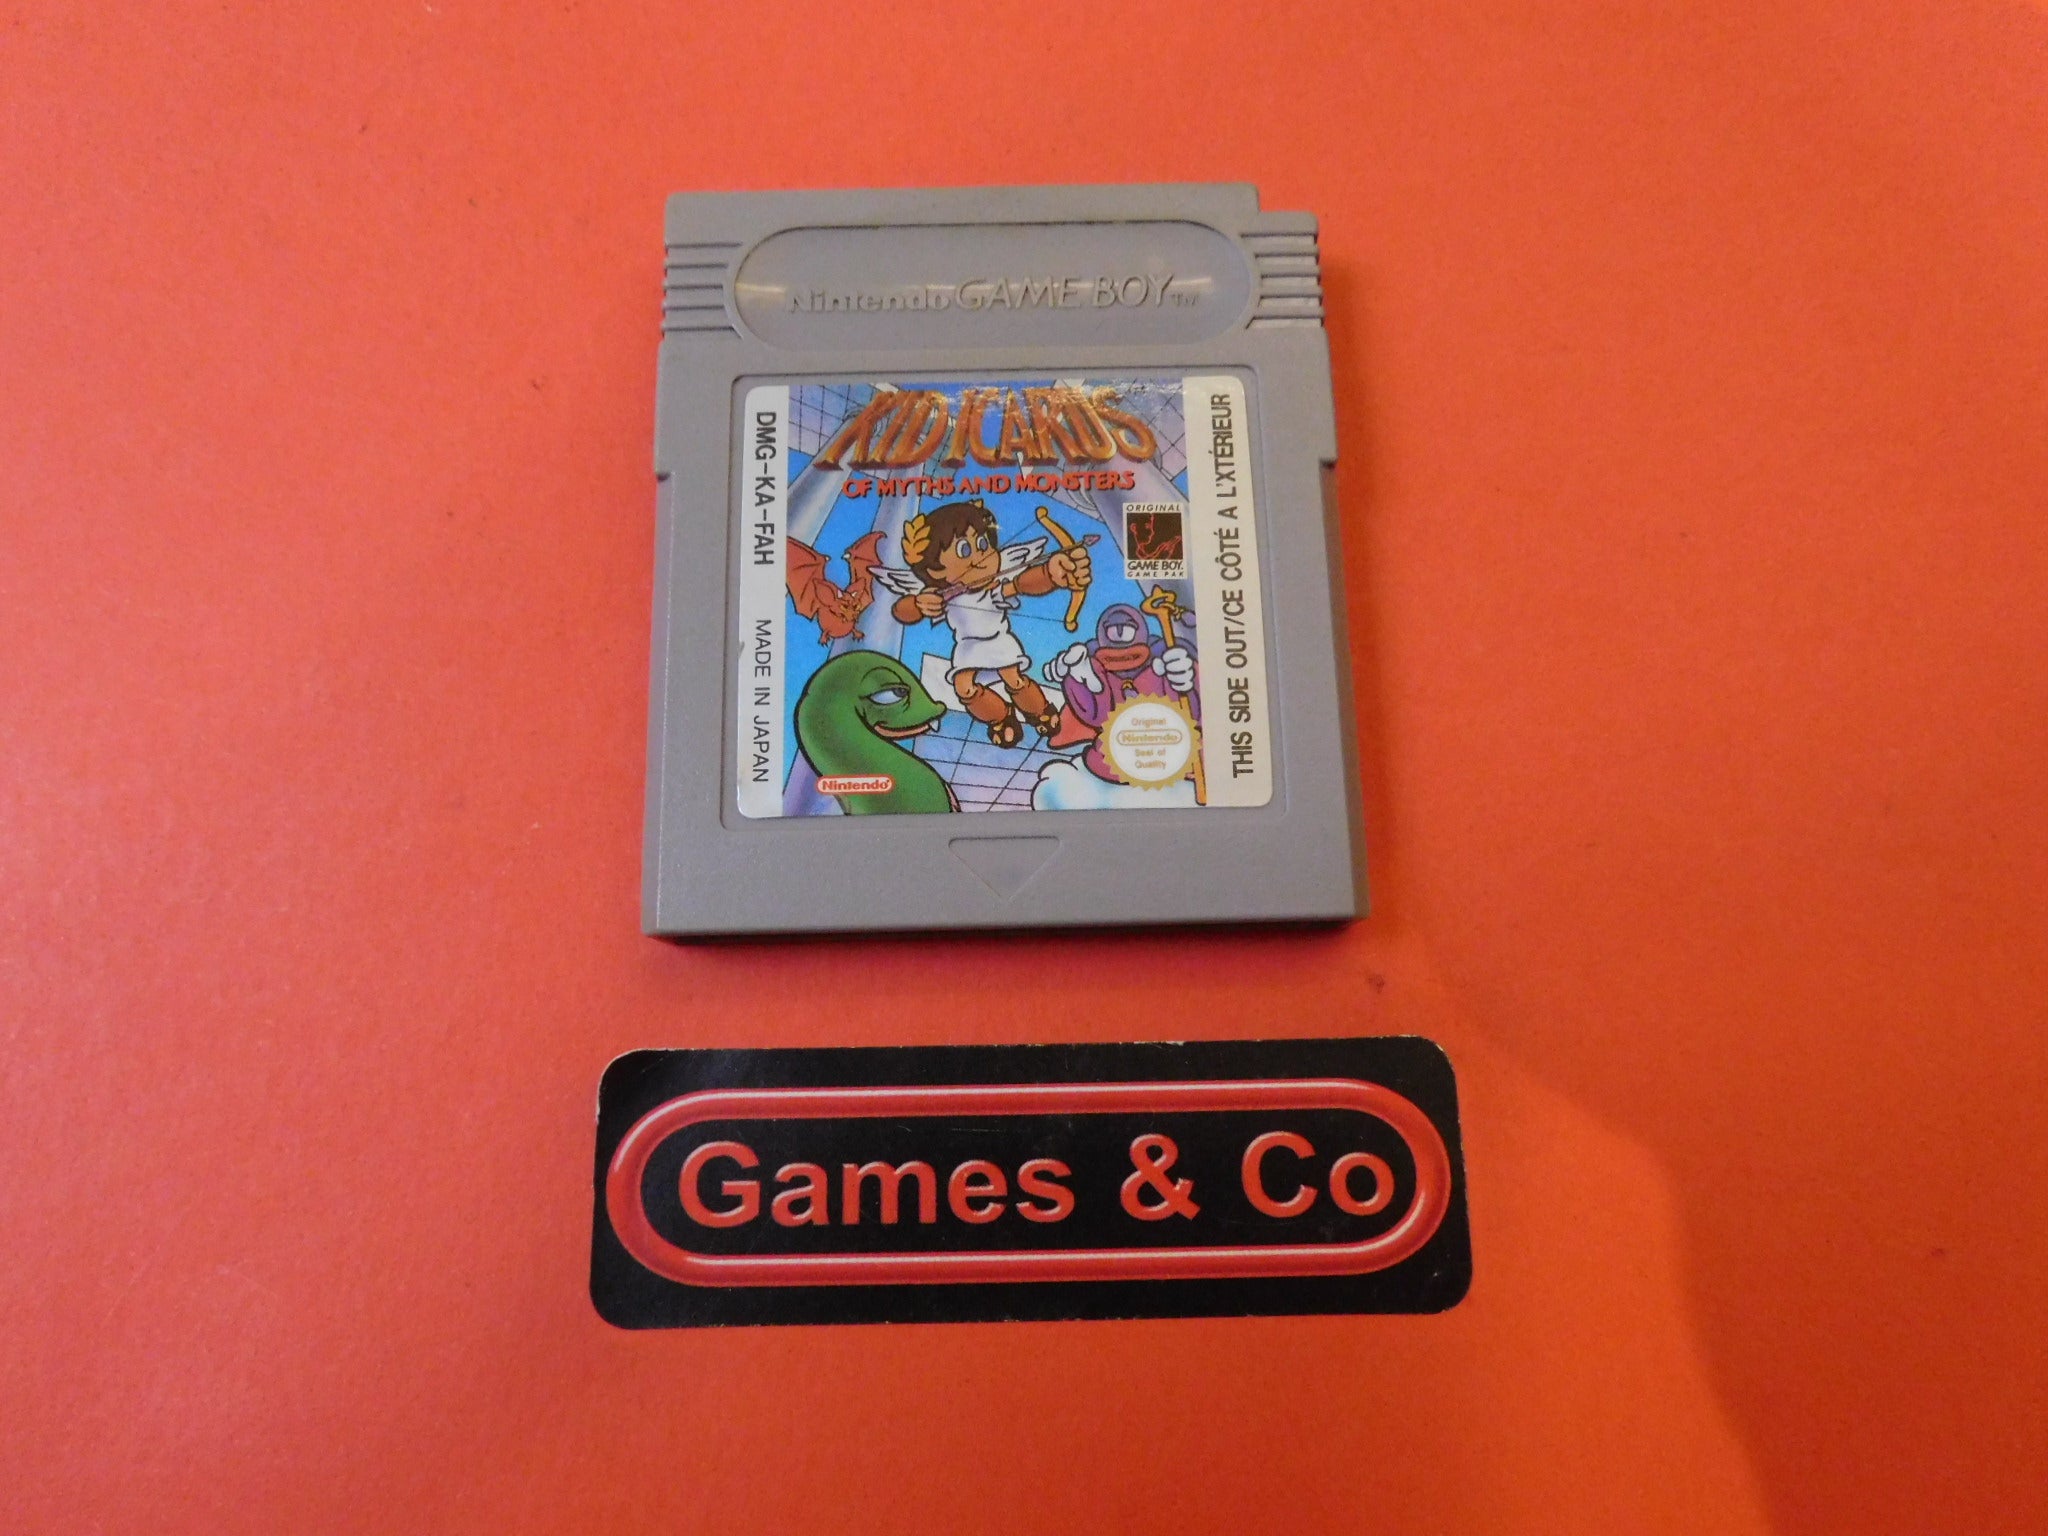 Nintendo GAME BOY TM
KID ICARUS
OF MYTHS AND MONSTERS
DMG-KA-FAH MADE IN JAPAN
ORIGINAL
GAME BOY
GAME PAK
THIS SIDE OUT/CE CÔTÉ A L'XTÉRIEUR
Original
Nintendo
Seal of
Quality
Nintendo
Games & Co